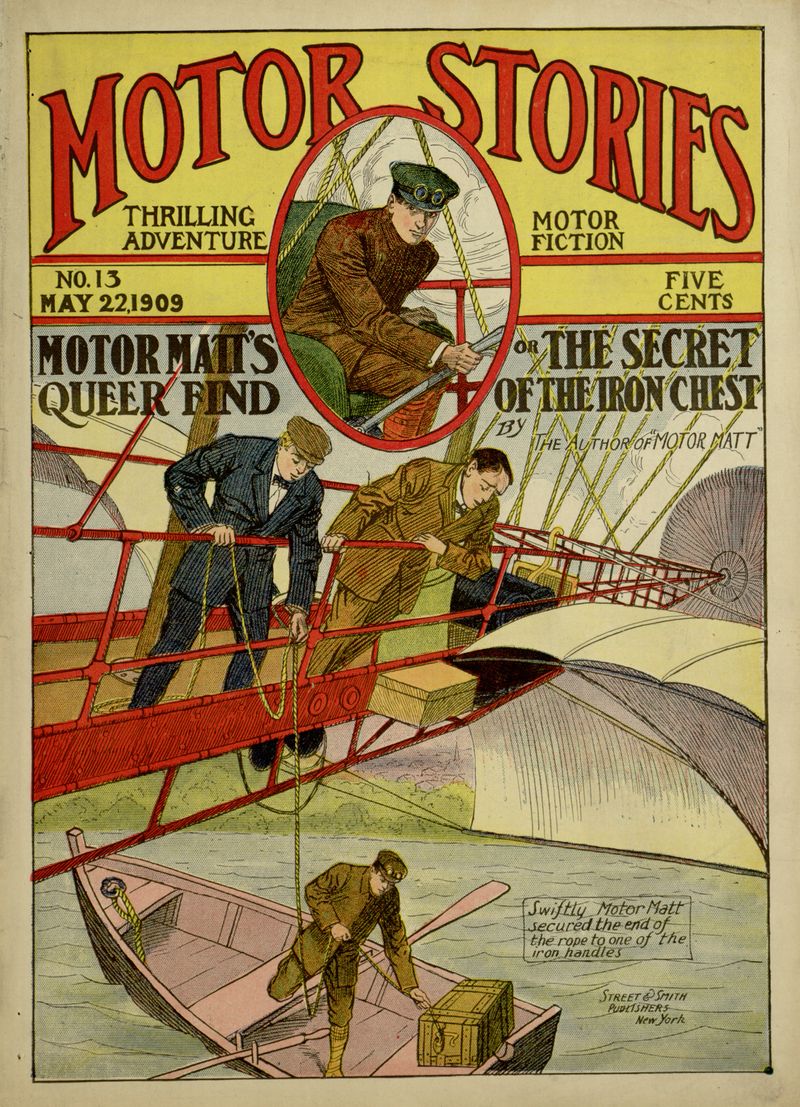 MOTOR STORIES
THRILLING
ADVENTURE
MOTOR
FICTION
NO. 13
MAY 22, 1909
FIVE
CENTS
MOTOR MATT'S
QUEER FIND
OR THE SECRET
OF THE IRON CHEST
BY THE AUTHOR OF "MOTOR MATT"
Swiftly Motor Matt
secured the end of
the rope to one of the
iron handles
STREET & SMITH
PUBLISHERS
New York